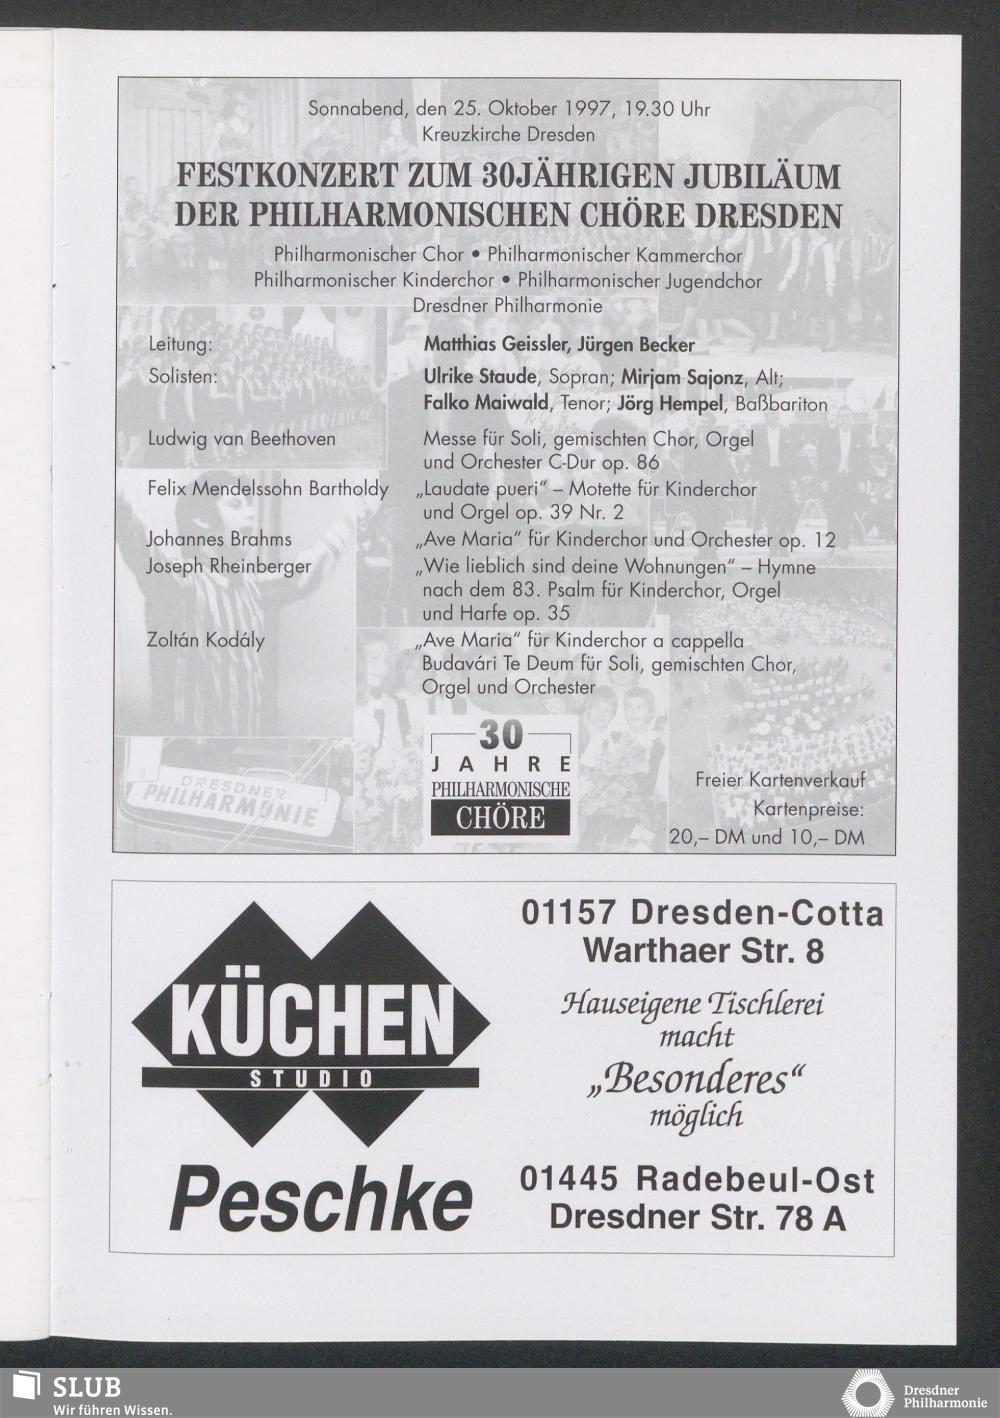 Sonnabend, den 25. Oktober 1997, 19.30 Uhr
Kreuzkirche Dresden
FESTKONZERT ZUM 30JÄHRIGEN JUBILÄUM
DER PHILHARMONISCHEN CHÖRE DRESDEN
Philharmonischer Chor • Philharmonischer Kammerchor
Philharmonischer Kinderchor • Philharmonischer Jugendchor
Dresdner Philharmonie
Leitung: Matthias Geissler, Jürgen Becker
Solisten: Ulrike Staude, Sopran; Mirjam Sajonz, Alt;
Falko Maiwald, Tenor; Jörg Hempel, Baßbariton
Ludwig van Beethoven Messe für Soli, gemischten Chor, Orgel
und Orchester C-Dur op. 86
Felix Mendelssohn Bartholdy „Laudate pueri“ – Motette für Kinderchor
und Orgel op. 39 Nr. 2
Johannes Brahms „Ave Maria“ für Kinderchor und Orchester op. 12
Joseph Rheinberger „Wie lieblich sind deine Wohnungen“ – Hymne
nach dem 83. Psalm für Kinderchor, Orgel
und Harfe op. 35
Zoltán Kodály „Ave Maria“ für Kinderchor a cappella
Budavári Te Deum für Soli, gemischten Chor,
Orgel und Orchester
30
JAHRE
PHILHARMONISCHE
CHÖRE
DRESDNER
PHILHARMONIE
Freier Kartenverkauf
Kartenpreise:
20,– DM und 10,– DM
KÜCHEN
STUDIO
Peschke
01157 Dresden-Cotta
Warthaer Str. 8
Hauseigene Tischlerei
macht
„Besonderes“
möglich
01445 Radebeul-Ost
Dresdner Str. 78 A
SLUB
Wir führen Wissen.
Dresdner
Philharmonie